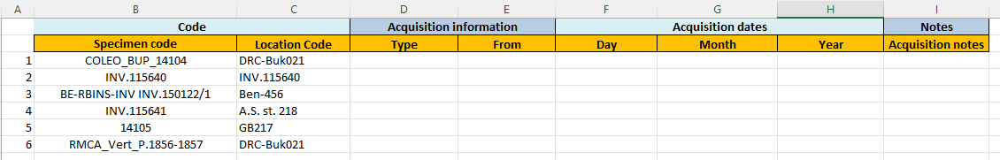 A B C D E F G H I
Code Acquisition information Acquisition dates Notes
Specimen code Location Code Type From Day Month Year Acquisition notes
1 COLEO_BUP_14104 DRC-Buk021
2 INV.115640 INV.115640
3 BE-RBINS-INV INV.150122/1 Ben-456
4 INV.115641 A.S. st. 218
5 14105 GB217
6 RMCA_Vert_P.1856-1857 DRC-Buk021